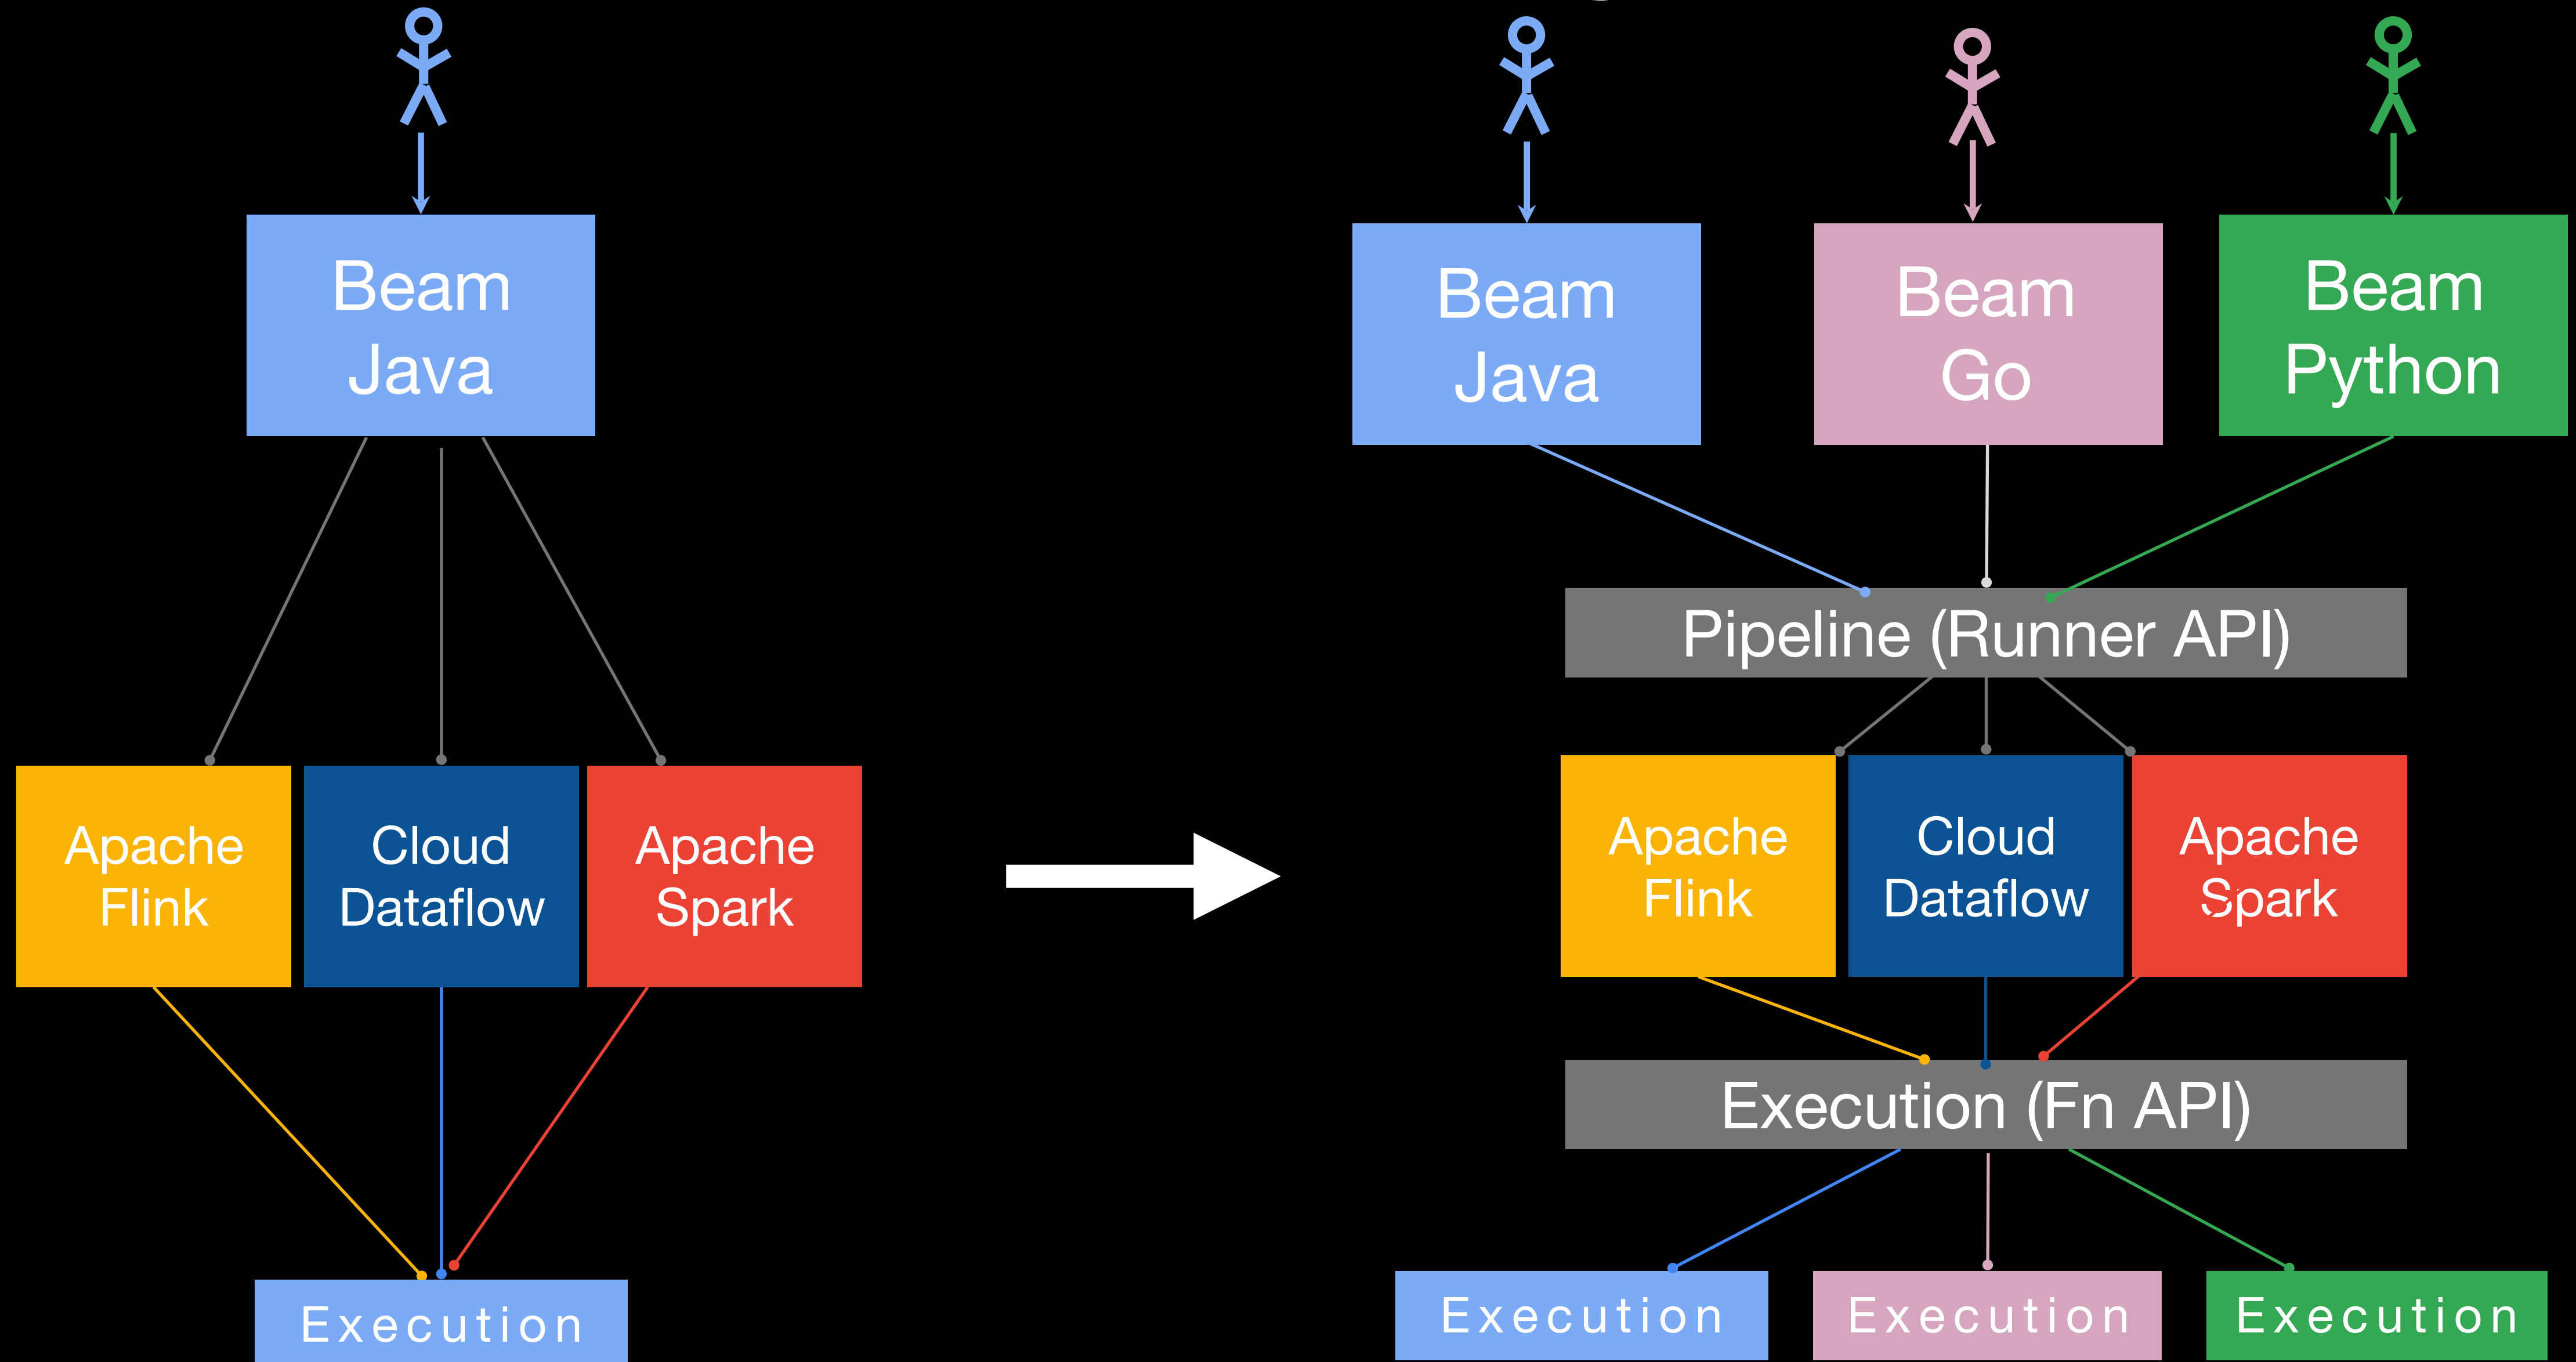 Beam
Java
Apache
Flink
Cloud
Dataflow
Apache
Spark
Execution
Beam
Java
Beam
Go
Beam
Python
Pipeline (Runner API)
Apache
Flink
Cloud
Dataflow
Apache
Spark
Execution (Fn API)
Execution
Execution
Execution